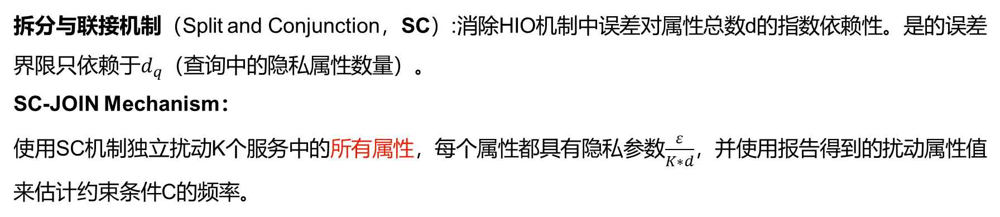 拆分与联接机制（Split and Conjunction，SC）:消除HIO机制中误差对属性总数d的指数依赖性。是的误差
界限只依赖于$d_q$（查询中的隐私属性数量）。
SC-JOIN Mechanism：
使用SC机制独立扰动K个服务中的所有属性，每个属性都具有隐私参数$\frac{\varepsilon}{K*d}$，并使用报告得到的扰动属性值
来估计约束条件C的频率。